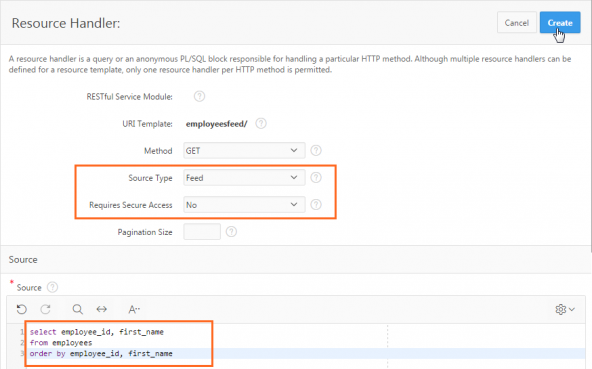 Resource Handler:
Cancel
Create
A resource handler is a query or an anonymous PL/SQL block responsible for handling a particular HTTP method. Although multiple resource handlers can be
defined for a resource template, only one resource handler per HTTP method is permitted.
RESTful Service Module: ?
URI Template: employeesfeed/ ?
Method GET ?
Source Type Feed ?
Requires Secure Access No ?
Pagination Size ?
Source
* Source ?
A··
1 select employee_id, first_name
2 from employees
3 order by employee_id, first_name